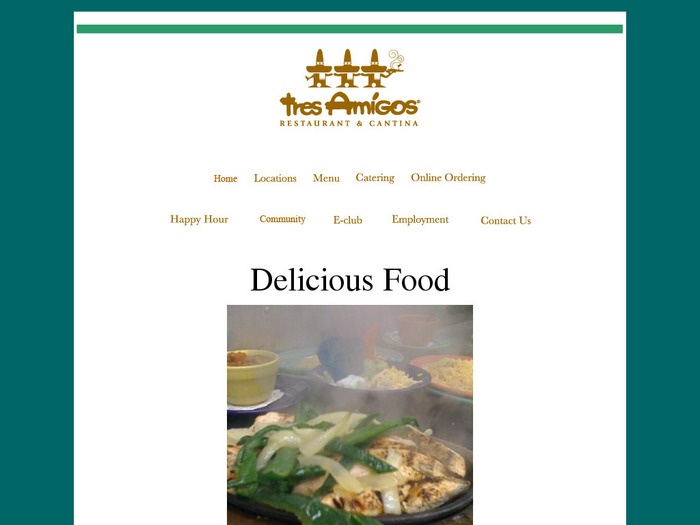 tres Amigos®
RESTAURANT & CANTINA
Home Locations Menu Catering Online Ordering
Happy Hour Community E-club Employment Contact Us
Delicious Food